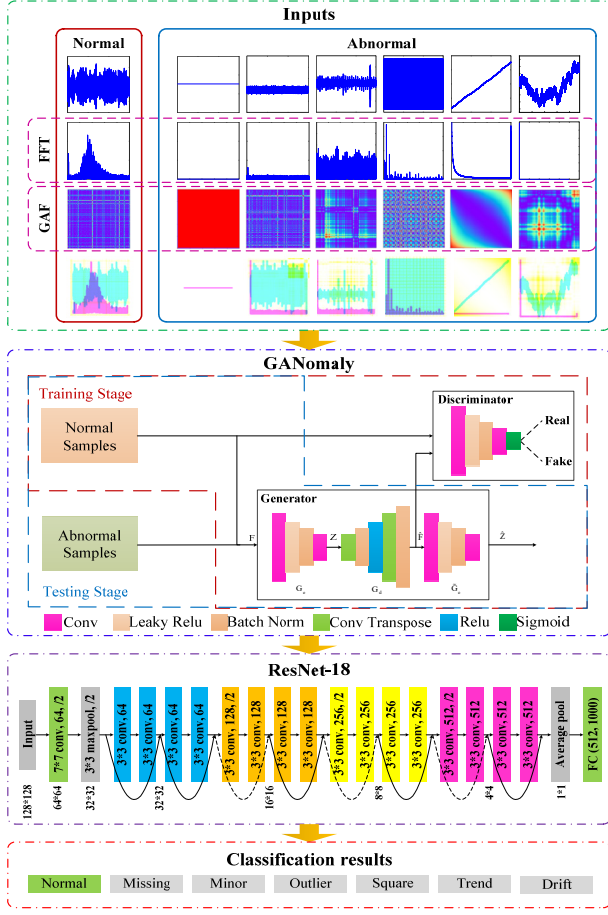 Inputs
Normal
Abnormal
FFT
GAF
GANomaly
Training Stage
Normal
Samples
Abnormal
Samples
Testing Stage
Discriminator
Real
Fake
Generator
F
Z
F̂
Ẑ
Conv
Leaky Relu
Batch Norm
Conv Transpose
Relu
Sigmoid
ResNet-18
Input
7*7 conv, 64, /2
3*3 maxpool, /2
3*3 conv, 64
3*3 conv, 64
3*3 conv, 64
3*3 conv, 64
3*3 conv, 128, /2
3*3 conv, 128
3*3 conv, 128
3*3 conv, 128
3*3 conv, 256, /2
3*3 conv, 256
3*3 conv, 256
3*3 conv, 256
3*3 conv, 512, /2
3*3 conv, 512
3*3 conv, 512
3*3 conv, 512
Average pool
FC (512, 1000)
128*128
64*64
32*32
32*32
16*16
8*8
4*4
1*1
Classification results
Normal
Missing
Minor
Outlier
Square
Trend
Drift